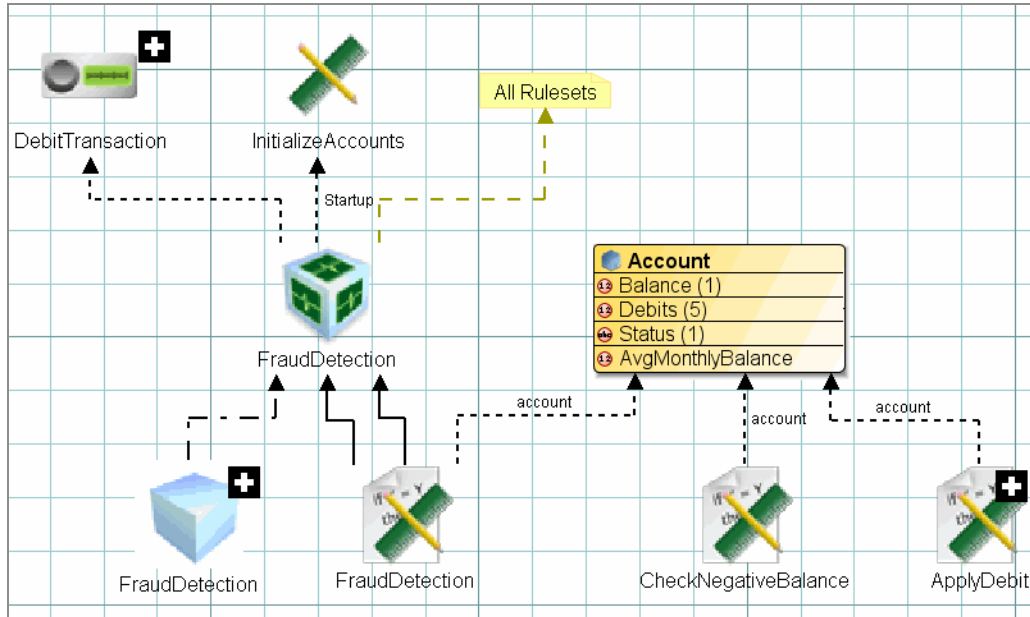 DebitTransaction
InitializeAccounts
All Rulesets
Startup
FraudDetection
Account
Balance (1)
Debits (5)
Status (1)
AvgMonthlyBalance
account
account
account
FraudDetection
FraudDetection
CheckNegativeBalance
ApplyDebit